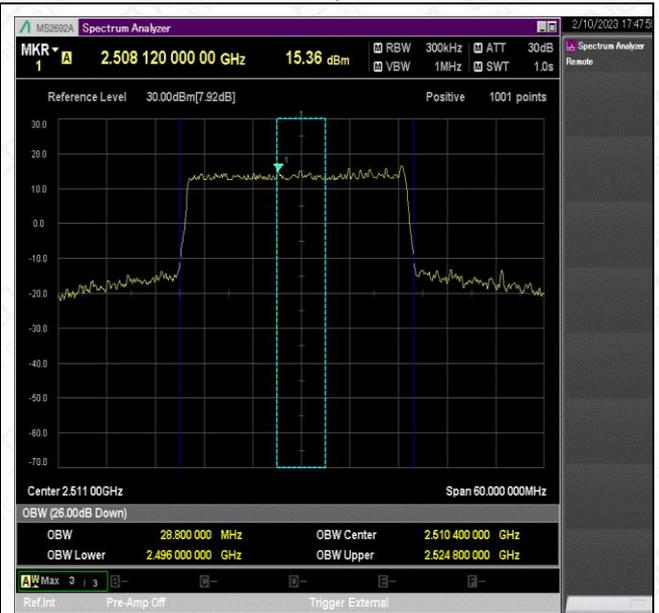 MS2692A Spectrum Analyzer
2/10/2023 17:47:5
MKR 1 A 2.508 120 000 00 GHz 15.36 dBm
M RBW 300kHz M ATT 30dB
M VBW 1MHz M SWT 1.0s
Spectrum Analyzer
Remote
Reference Level 30.00dBm[7.92dB] Positive 1001 points
30.0
20.0
10.0
0.0
-10.0
-20.0
-30.0
-40.0
-50.0
-60.0
-70.0
Center 2.511 00GHz Span 60.000 000MHz
OBW (26.00dB Down)
OBW 28.800 000 MHz OBW Center 2.510 400 000 GHz
OBW Lower 2.496 000 000 GHz OBW Upper 2.524 800 000 GHz
A W Max 3 / 3 B- C- D- E- F-
Ref.Int Pre-Amp Off Trigger External